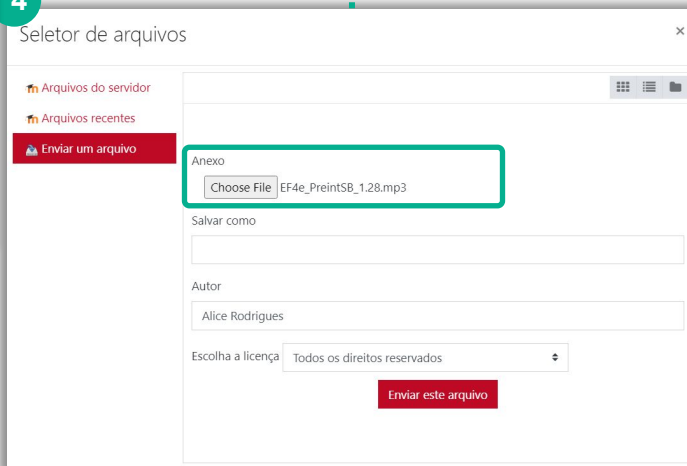 4
Seletor de arquivos
×
Arquivos do servidor
Arquivos recentes
Enviar um arquivo
Anexo
Choose File EF4e_PreintSB_1.28.mp3
Salvar como
Autor
Alice Rodrigues
Escolha a licença Todos os direitos reservados
Enviar este arquivo